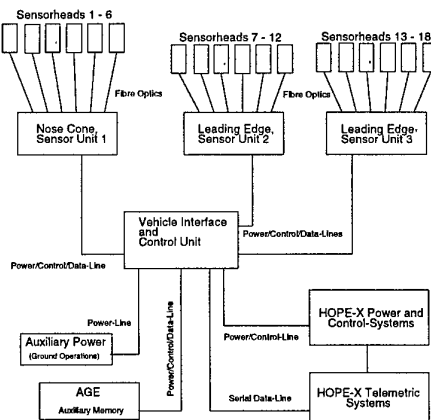 Sensorheads 1 - 6
Sensorheads 7 - 12
Sensorheads 13 - 18
Fibre Optics
Fibre Optics
Nose Cone,
Sensor Unit 1
Leading Edge,
Sensor Unit 2
Leading Edge,
Sensor Unit 3
Vehicle Interface
and
Control Unit
Power/Control/Data-Lines
Power/Control/Data-Line
Power-Line
Power/Control/Data-Line
Power/Control-Line
Serial Data-Line
Auxiliary Power
(Ground Operations)
HOPE-X Power and
Control-Systems
AGE
Auxiliary Memory
HOPE-X Telemetric
Systems